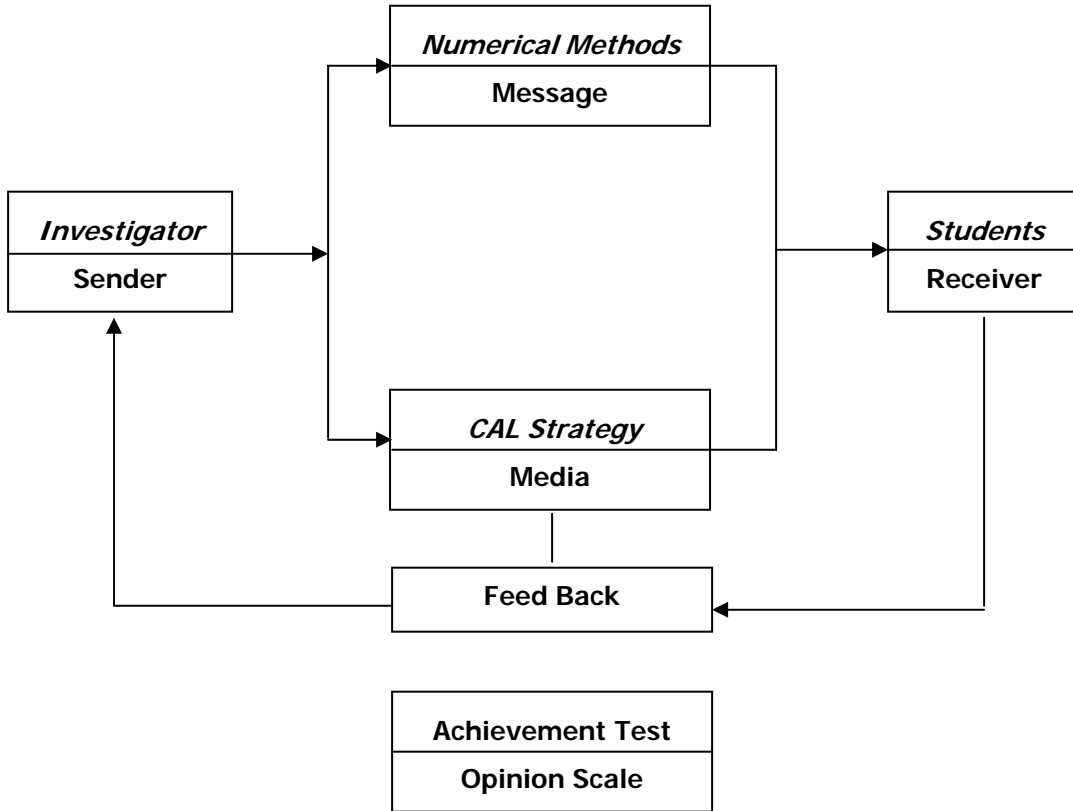 Numerical Methods
Message
Investigator
Sender
Students
Receiver
CAL Strategy
Media
Feed Back
Achievement Test
Opinion Scale